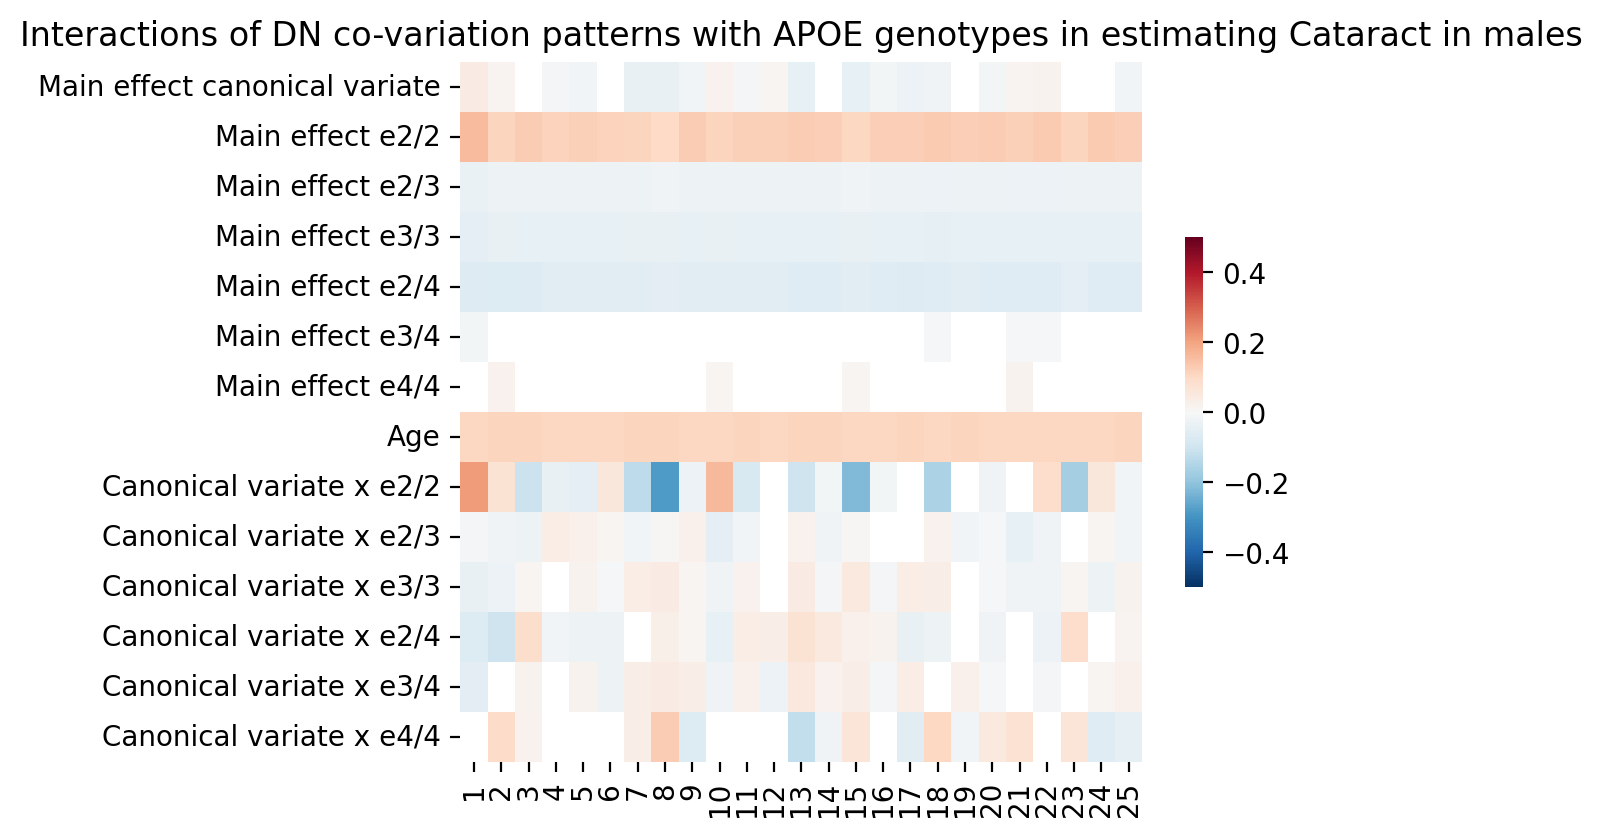 Interactions of DN co-variation patterns with APOE genotypes in estimating Cataract in males
Main effect canonical variate
Main effect e2/2
Main effect e2/3
Main effect e3/3
Main effect e2/4
Main effect e3/4
Main effect e4/4
Age
Canonical variate x e2/2
Canonical variate x e2/3
Canonical variate x e3/3
Canonical variate x e2/4
Canonical variate x e3/4
Canonical variate x e4/4
1 2 3 4 5 6 7 8 9 10 11 12 13 14 15 16 17 18 19 20 21 22 23 24 25
0.4
0.2
0.0
−0.2
−0.4